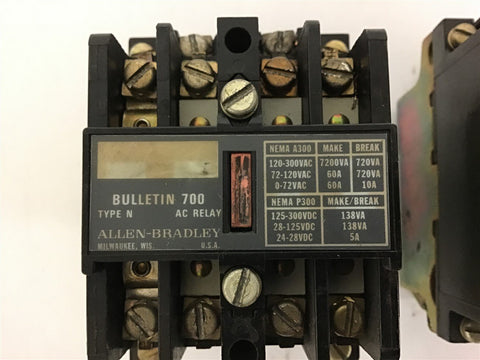 BULLETIN 700
TYPE N AC RELAY
ALLEN-BRADLEY
MILWAUKEE, WIS. U.S.A.
NEMA A300 MAKE BREAK
120-300VAC 7200VA 720VA
72-120VAC 60A 720VA
0-72VAC 60A 10A
NEMA P300 MAKE/BREAK
125-300VDC 138VA
28-125VDC 138VA
24-28VDC 5A